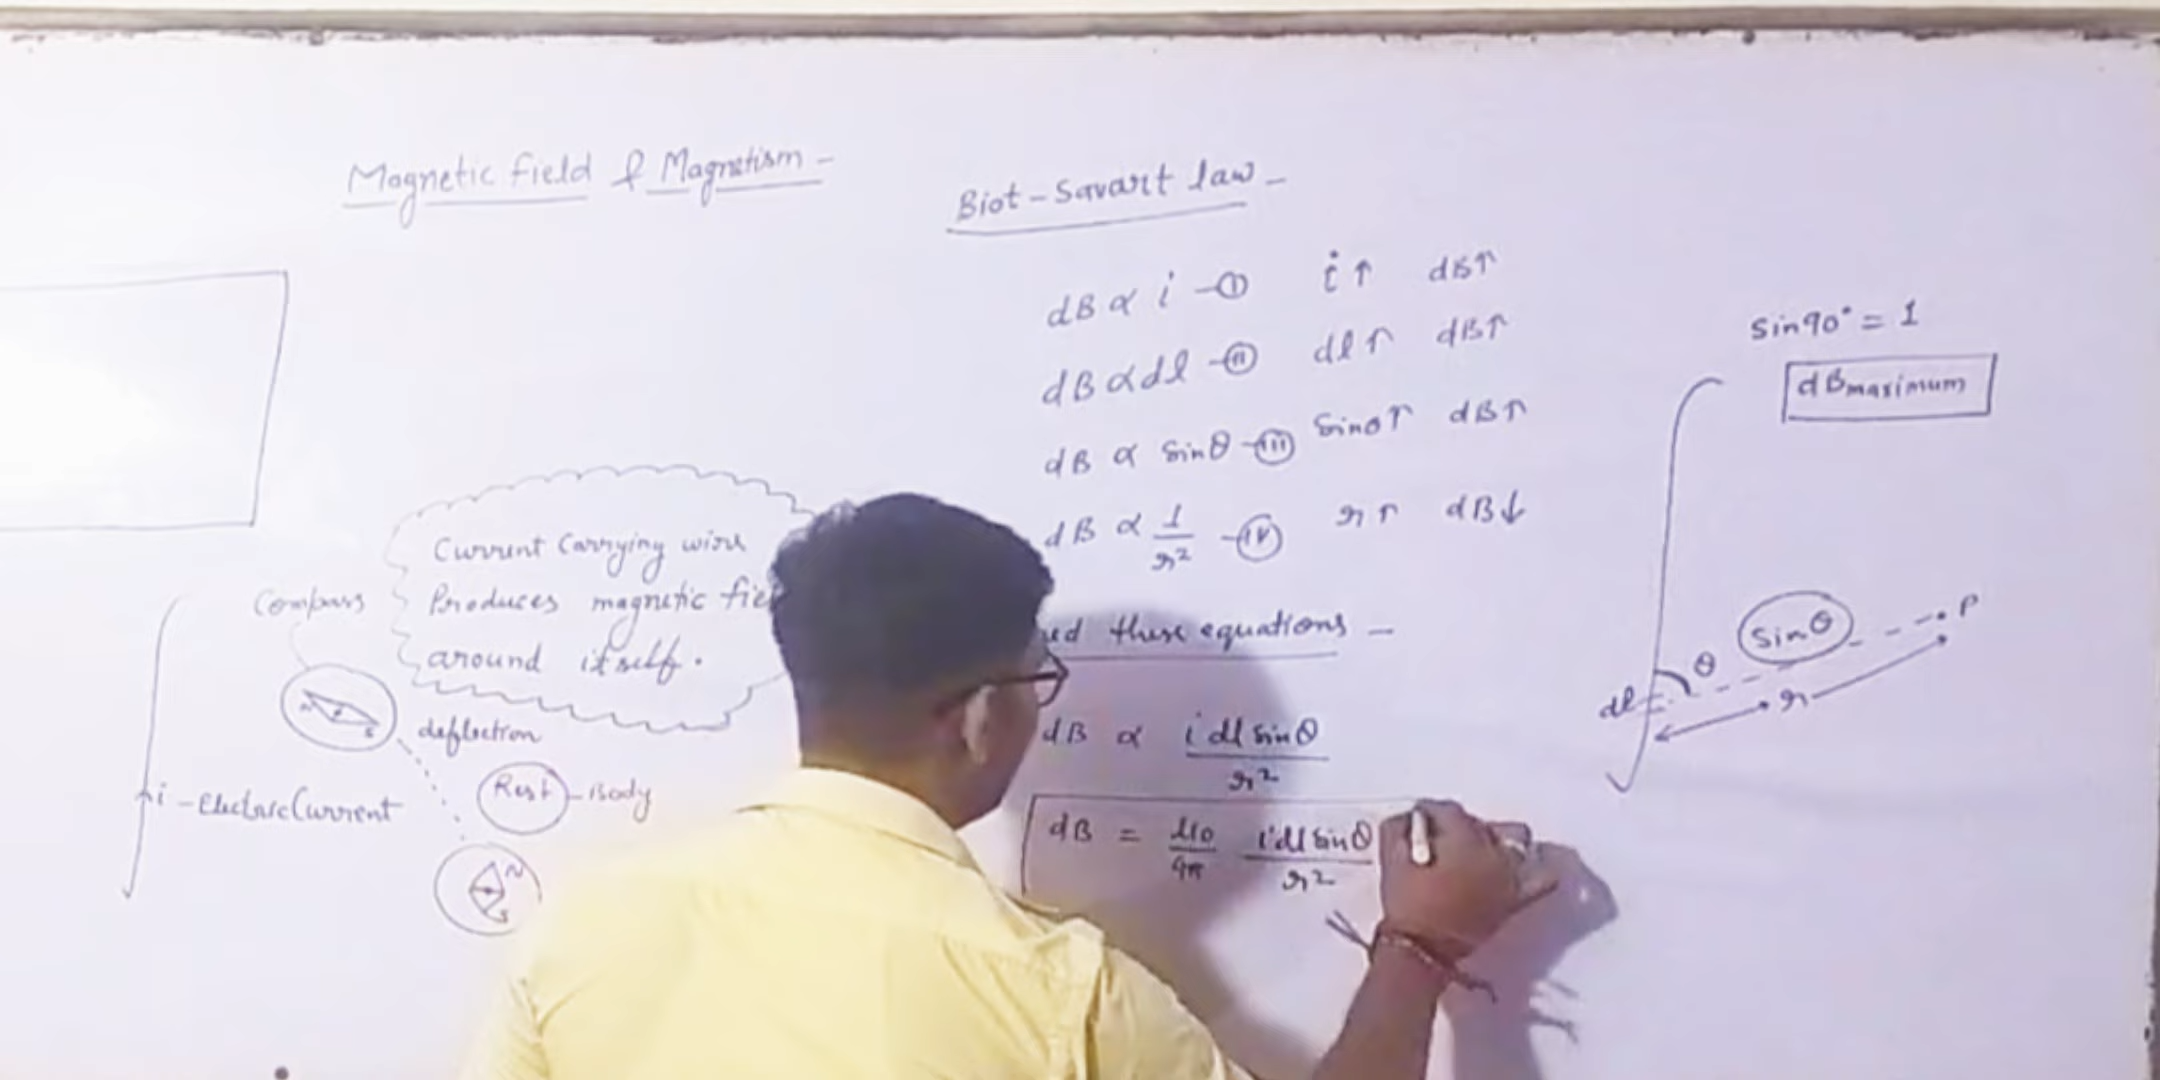 Magnetic field & Magnetism -
Current Carrying wire
Produces magnetic
around itself.
Compass
N
S
deflection
Rest - Body
i - Electric Current
N
S
Biot - Savart law -
dB ∝ i - (I) i↑ dB↑
dB ∝ dl - (II) dl↑ dB↑
dB ∝ sinθ - (III) sinθ↑ dB↑
dB ∝ 1/r² - (IV) r↑ dB↓
these equations -
dB ∝ i dl sinθ / r²
dB = μ0/4π i dl sinθ / r²
Sin90° = 1
dBmaximum
Sinθ
P
θ
dl
r